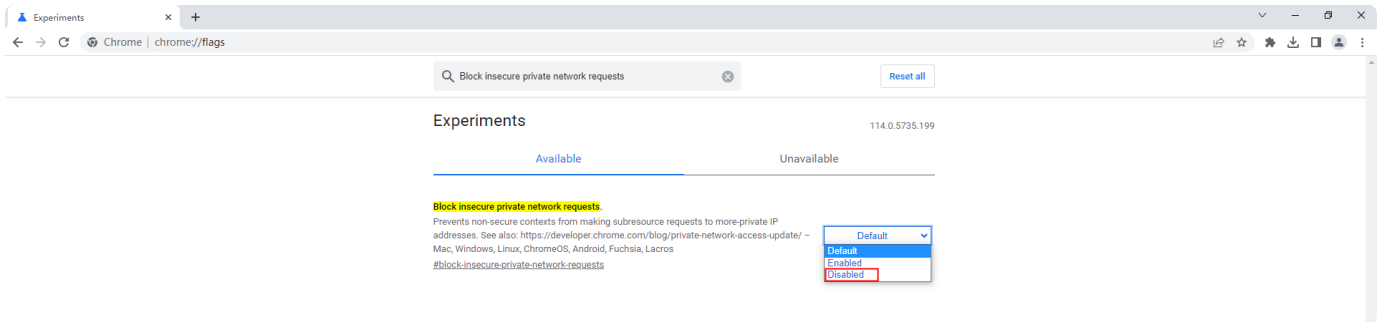 Experiments
Chrome | chrome://flags
Block insecure private network requests
Reset all
Experiments
114.0.5735.199
Available
Unavailable
Block insecure private network requests.
Prevents non-secure contexts from making subresource requests to more-private IP
addresses. See also: https://developer.chrome.com/blog/private-network-access-update/ –
Mac, Windows, Linux, ChromeOS, Android, Fuchsia, Lacros
#block-insecure-private-network-requests
Default
Default
Enabled
Disabled